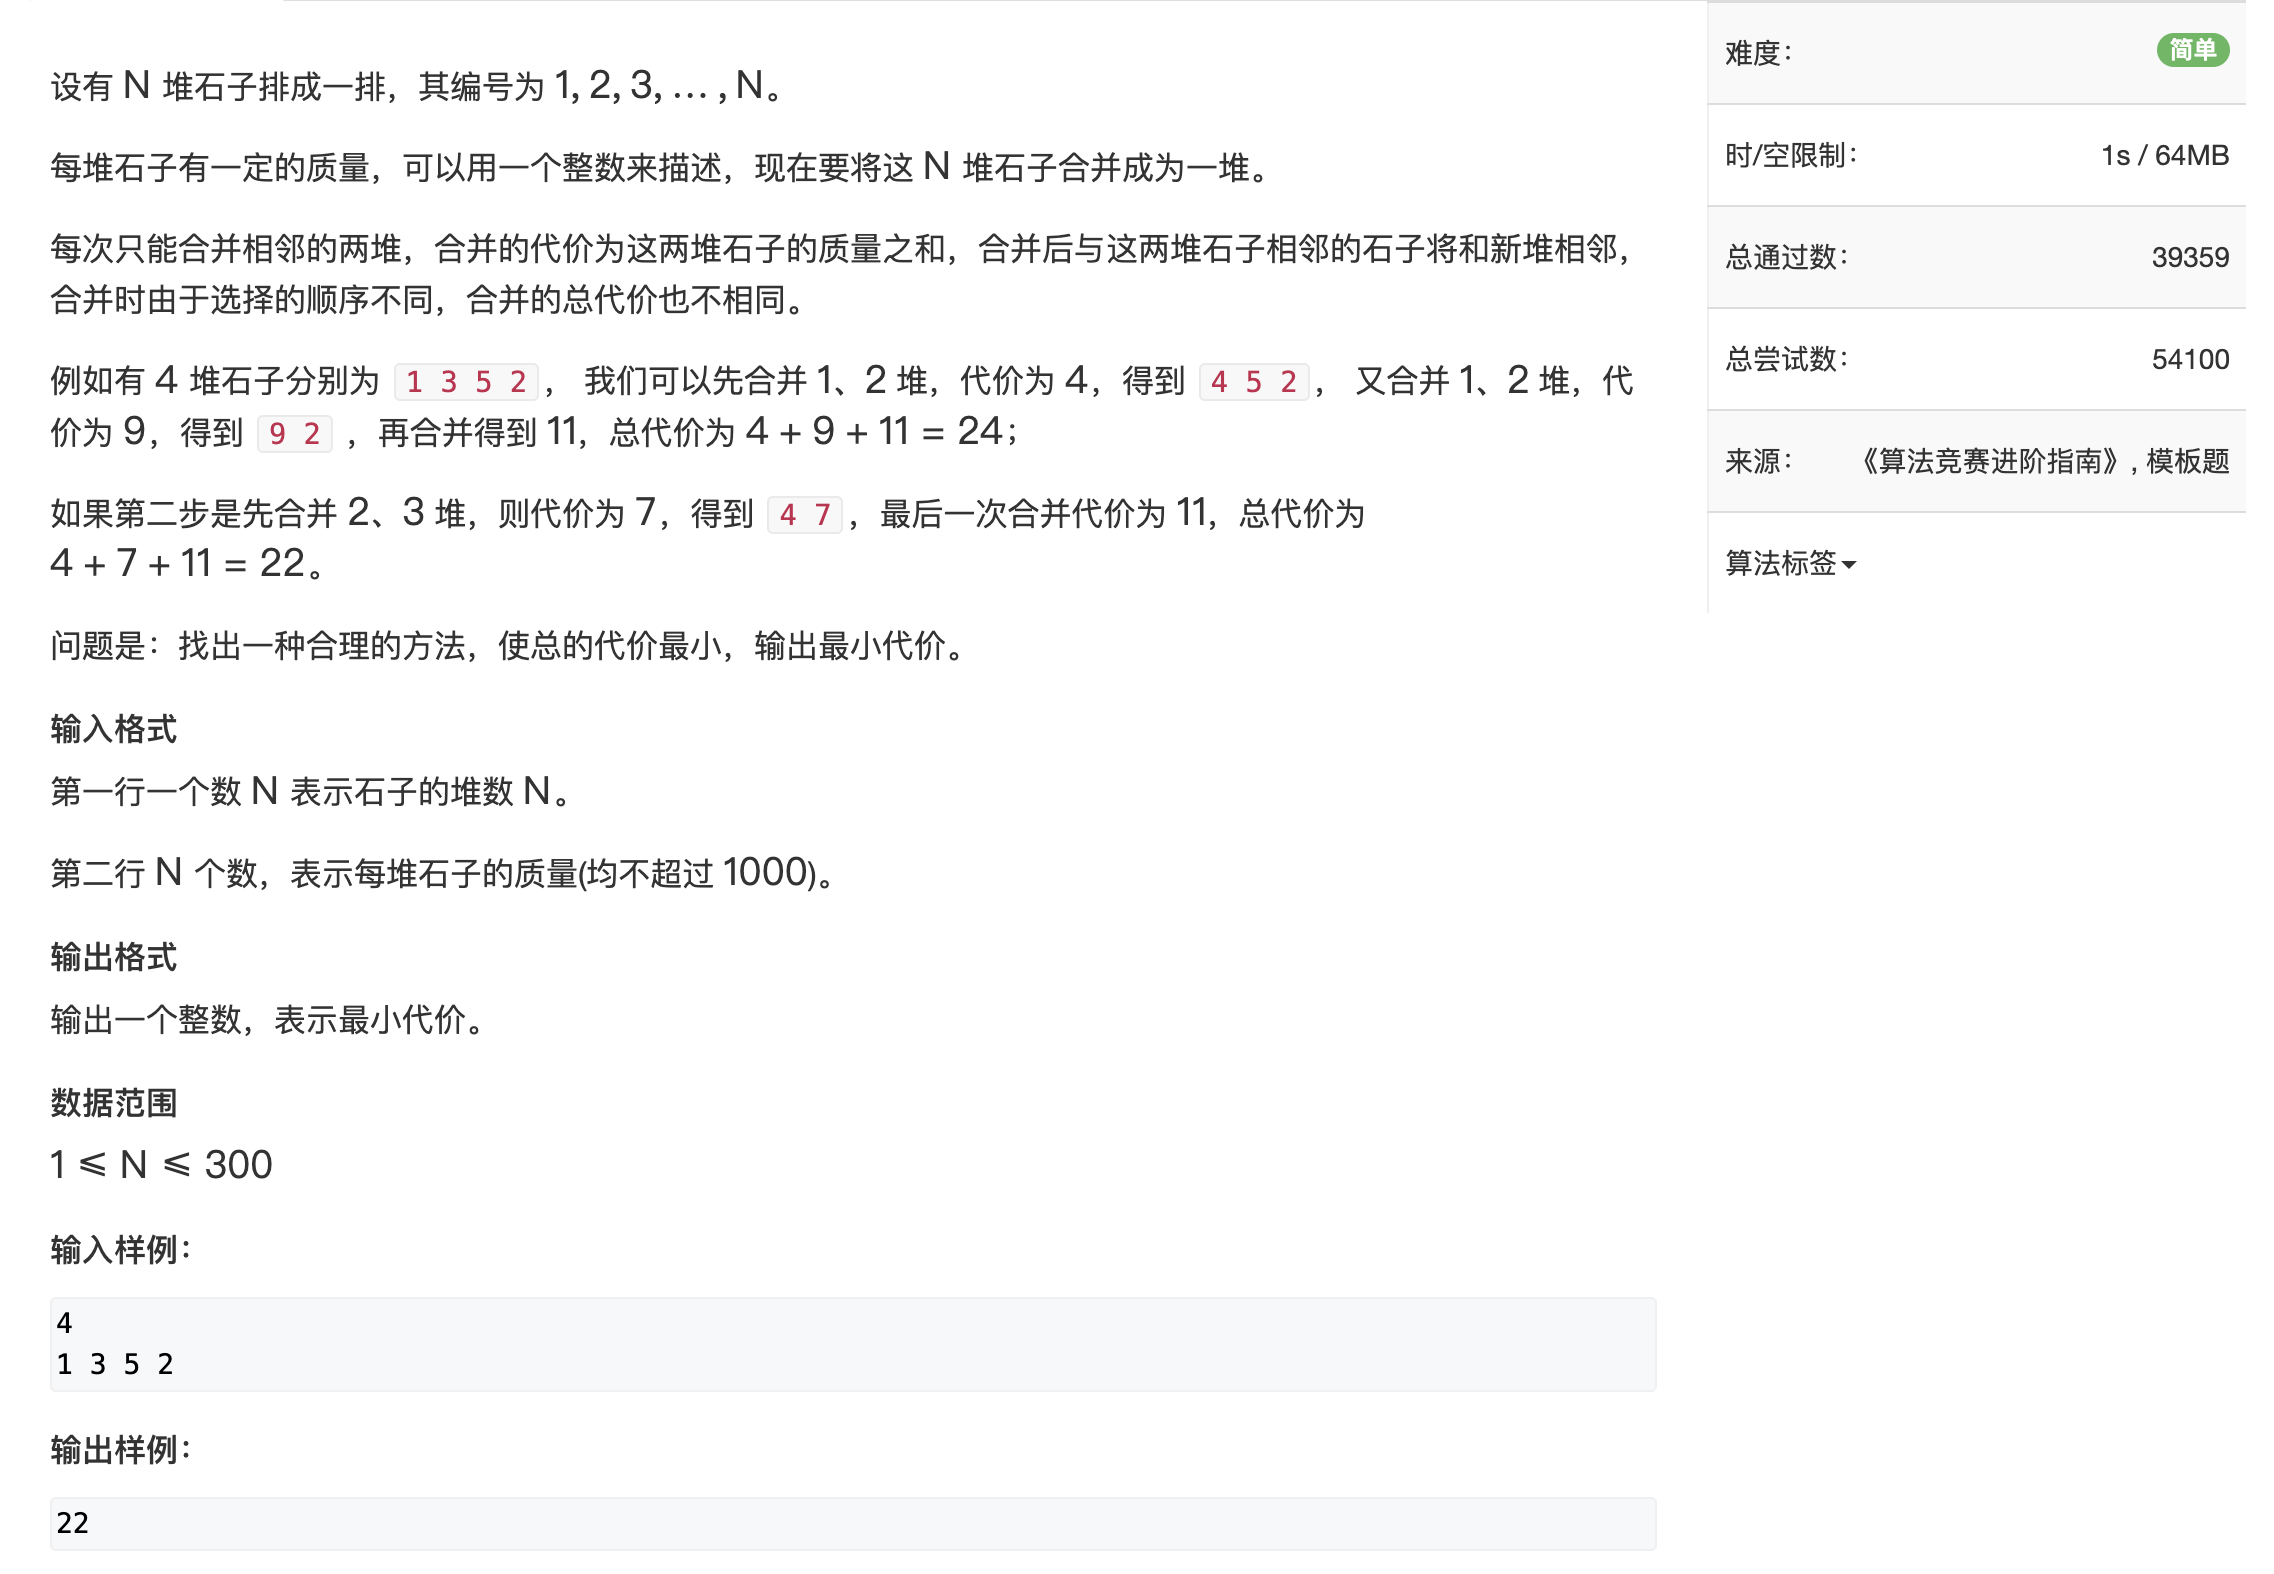 设有 N 堆石子排成一排，其编号为 1, 2, 3, … , N。
每堆石子有一定的质量，可以用一个整数来描述，现在要将这 N 堆石子合并成为一堆。
每次只能合并相邻的两堆，合并的代价为这两堆石子的质量之和，合并后与这两堆石子相邻的石子将和新堆相邻，
合并时由于选择的顺序不同，合并的总代价也不相同。
例如有 4 堆石子分别为 1 3 5 2， 我们可以先合并 1、2 堆，代价为 4，得到 4 5 2， 又合并 1、2 堆，代
价为 9，得到 9 2 ，再合并得到 11，总代价为 4 + 9 + 11 = 24；
如果第二步是先合并 2、3 堆，则代价为 7，得到 4 7，最后一次合并代价为 11，总代价为
4 + 7 + 11 = 22。
问题是：找出一种合理的方法，使总的代价最小，输出最小代价。
输入格式
第一行一个数 N 表示石子的堆数 N。
第二行 N 个数，表示每堆石子的质量(均不超过 1000)。
输出格式
输出一个整数，表示最小代价。
数据范围
1 ⩽ N ⩽ 300
输入样例：
4
1 3 5 2
输出样例：
22
难度： 简单
时/空限制： 1s / 64MB
总通过数： 39359
总尝试数： 54100
来源： 《算法竞赛进阶指南》, 模板题
算法标签